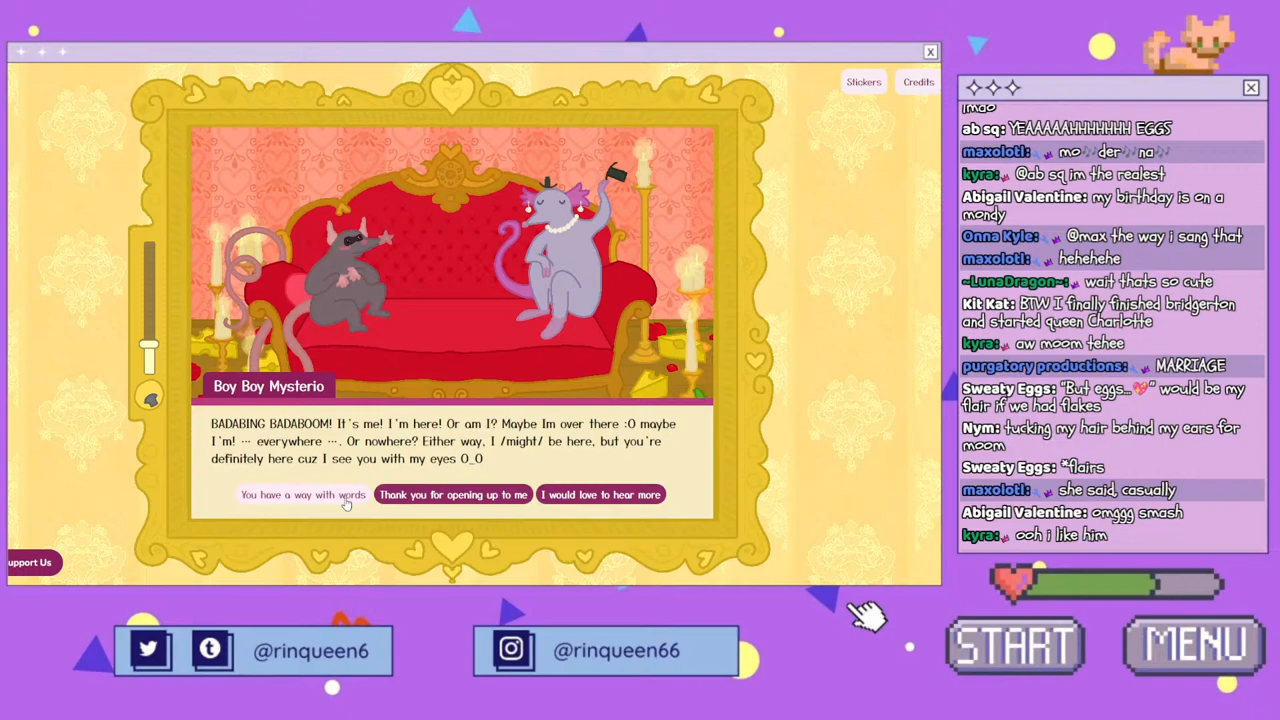 X
Stickers
Credits
Boy Boy Mysterio
BADABING BADABOOM! It's me! I'm here! Or am I? Maybe Im over there :O maybe
I'm! ... everywhere .... Or nowhere? Either way, I /might/ be here, but you're
definitely here cuz I see you with my eyes O_O
You have a way with words
Thank you for opening up to me
I would love to hear more
upport Us
@rinqueen6
@rinqueen66
lmao
ab sq: YEAAAAAHHHHHHH EGGS
maxolotl: mo🎶der🎶na🎶
kyra: @ab sq im the realest
Abigail Valentine: my birthday is on a
mondy
Onna Kyle: @max the way i sang that
maxolotl: hehehehe
~LunaDragon~: wait thats so cute
Kit Kat: BTW I finally finished bridgerton
and started queen Charlotte
kyra: aw moom tehee
purgatory productions: MARRIAGE
Sweaty Eggs: "But eggs...💖" would be my
flair if we had flakes
Nym: tucking my hair behind my ears for
moom
Sweaty Eggs: *flairs
maxolotl: she said, casually
Abigail Valentine: omggg smash
kyra: ooh i like him
START
MENU